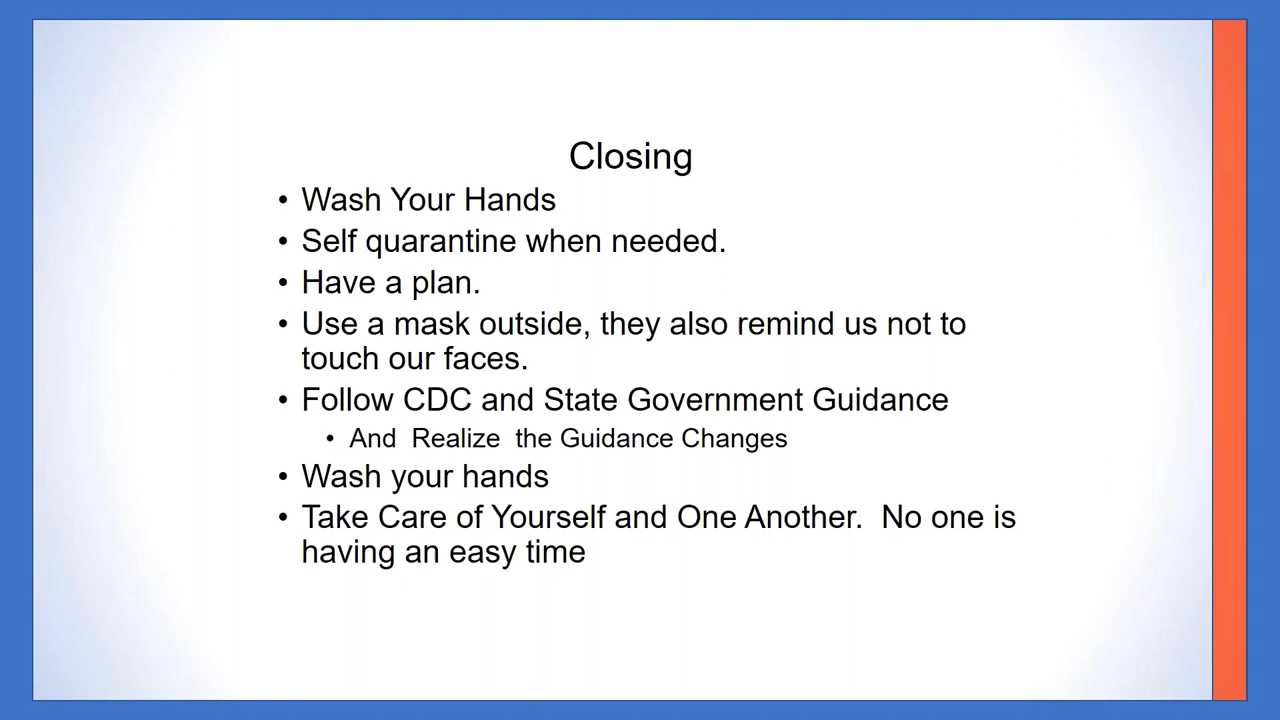 Closing
• Wash Your Hands
• Self quarantine when needed.
• Have a plan.
• Use a mask outside, they also remind us not to
touch our faces.
• Follow CDC and State Government Guidance
• And  Realize  the Guidance Changes
• Wash your hands
• Take Care of Yourself and One Another.  No one is
having an easy time